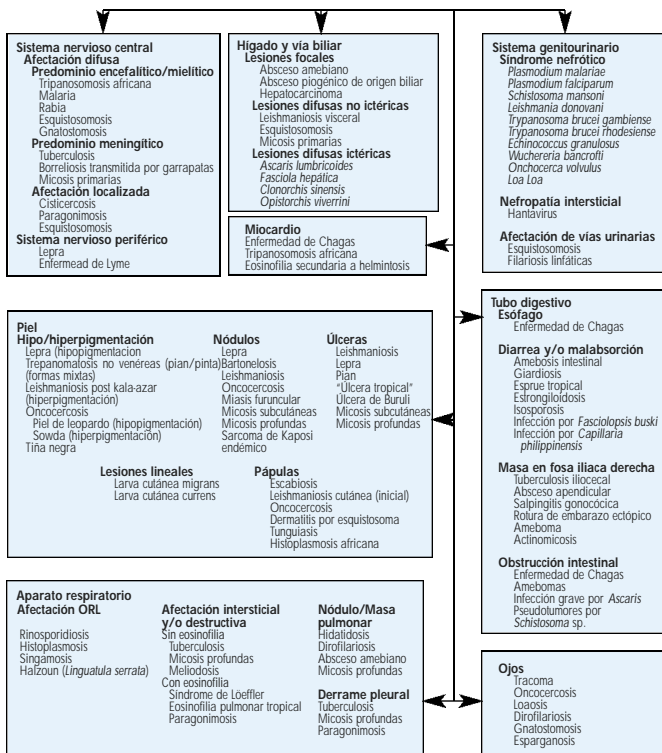 Sistema nervioso central
Afectación difusa
Predominio encefalítico/mielítico
Tripanosomosis africana
Malaria
Rabia
Esquistosomosis
Gnatostomosis
Predominio meningítico
Tuberculosis
Borreliosis transmitida por garrapatas
Micosis primarias
Afectación localizada
Cisticercosis
Paragonimosis
Esquistosomosis
Sistema nervioso periférico
Lepra
Enfermead de Lyme
Hígado y vía biliar
Lesiones focales
Absceso amebiano
Absceso piogénico de origen biliar
Hepatocarcinoma
Lesiones difusas no ictéricas
Leishmaniosis visceral
Esquistosomosis
Micosis primarias
Lesiones difusas ictéricas
Ascaris lumbricoides
Fasciola hepática
Clonorchis sinensis
Opistorchis viverrini
Miocardio
Enfermedad de Chagas
Tripanosomosis africana
Eosinofilia secundaria a helmintosis
Sistema genitourinario
Síndrome nefrótico
Plasmodium malariae
Plasmodium falciparum
Schistosoma mansoni
Leishmania donovani
Trypanosoma brucei gambiense
Trypanosoma brucei rhodesiense
Echinococcus granulosus
Wuchereria bancrofti
Onchocerca volvulus
Loa Loa
Nefropatía intersticial
Hantavirus
Afectación de vías urinarias
Esquistosomosis
Filariosis linfáticas
Piel
Hipo/hiperpigmentación
Lepra (hipopigmentacion
Trepanomatosis no venéreas (pian/pinta)
(formas mixtas)
Leishmaniosis post kala-azar
(hiperpigmentación)
Oncocercosis
Piel de leopardo (hipopigmentación)
Sowda (hiperpigmentación)
Tiña negra
Nódulos
Lepra
Bartonelosis
Leishmaniosis
Oncocercosis
Miasis furuncular
Micosis subcutáneas
Micosis profundas
Sarcoma de Kaposi
endémico
Úlceras
Leishmaniosis
Lepra
Pian
"Úlcera tropical"
Úlcera de Buruli
Micosis subcutáneas
Micosis profundas
Lesiones lineales
Larva cutánea migrans
Larva cutánea currens
Pápulas
Escabiosis
Leishmaniosis cutánea (inicial)
Oncocercosis
Dermatitis por esquistosoma
Tunguiasis
Histoplasmosis africana
Tubo digestivo
Esófago
Enfermedad de Chagas
Diarrea y/o malabsorción
Amebosis intestinal
Giardiosis
Esprue tropical
Estrongiloidosis
Isosporosis
Infección por Fasciolopsis buski
Infección por Capillaria
philippinensis
Masa en fosa iliaca derecha
Tuberculosis iliocecal
Absceso apendicular
Salpingitis gonocócica
Rotura de embarazo ectópico
Ameboma
Actinomicosis
Obstrucción intestinal
Enfermedad de Chagas
Amebomas
Infección grave por Ascaris
Pseudotumores por
Schistosoma sp.
Aparato respiratorio
Afectación ORL
Rinosporidiosis
Histoplasmosis
Singamosis
Halzoun (Linguatula serrata)
Afectación intersticial
y/o destructiva
Sin eosinofilia
Tuberculosis
Micosis profundas
Meliodosis
Con eosinofilia
Síndrome de Löeffler
Eosinofilia pulmonar tropical
Paragonimosis
Nódulo/Masa
pulmonar
Hidatidosis
Dirofilariosis
Absceso amebiano
Micosis profundas
Derrame pleural
Tuberculosis
Micosis profundas
Paragonimosis
Ojos
Tracoma
Oncocercosis
Loaosis
Dirofilariosis
Gnatostomosis
Esparganosis